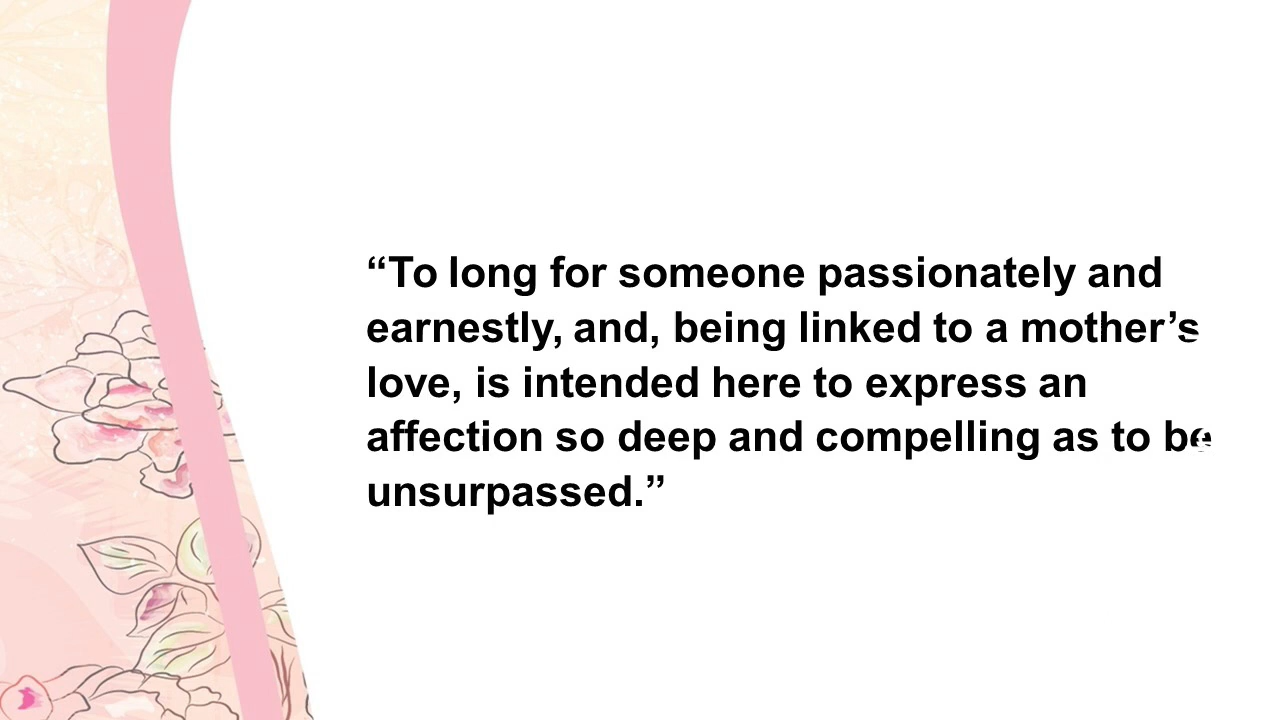 “To long for someone passionately and
earnestly, and, being linked to a mother’s
love, is intended here to express an
affection so deep and compelling as to be
unsurpassed.”